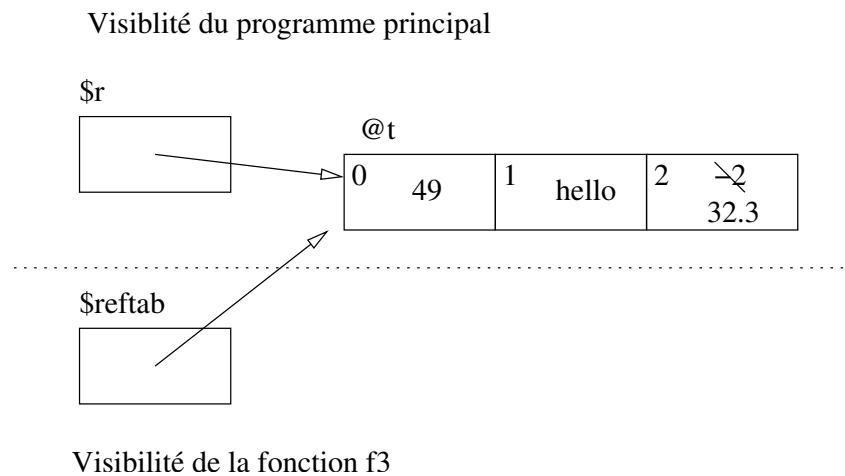 Visiblité du programme principal
$r
@t
0 49 1 hello 2 -2
32.3
$reftab
Visibilité de la fonction f3